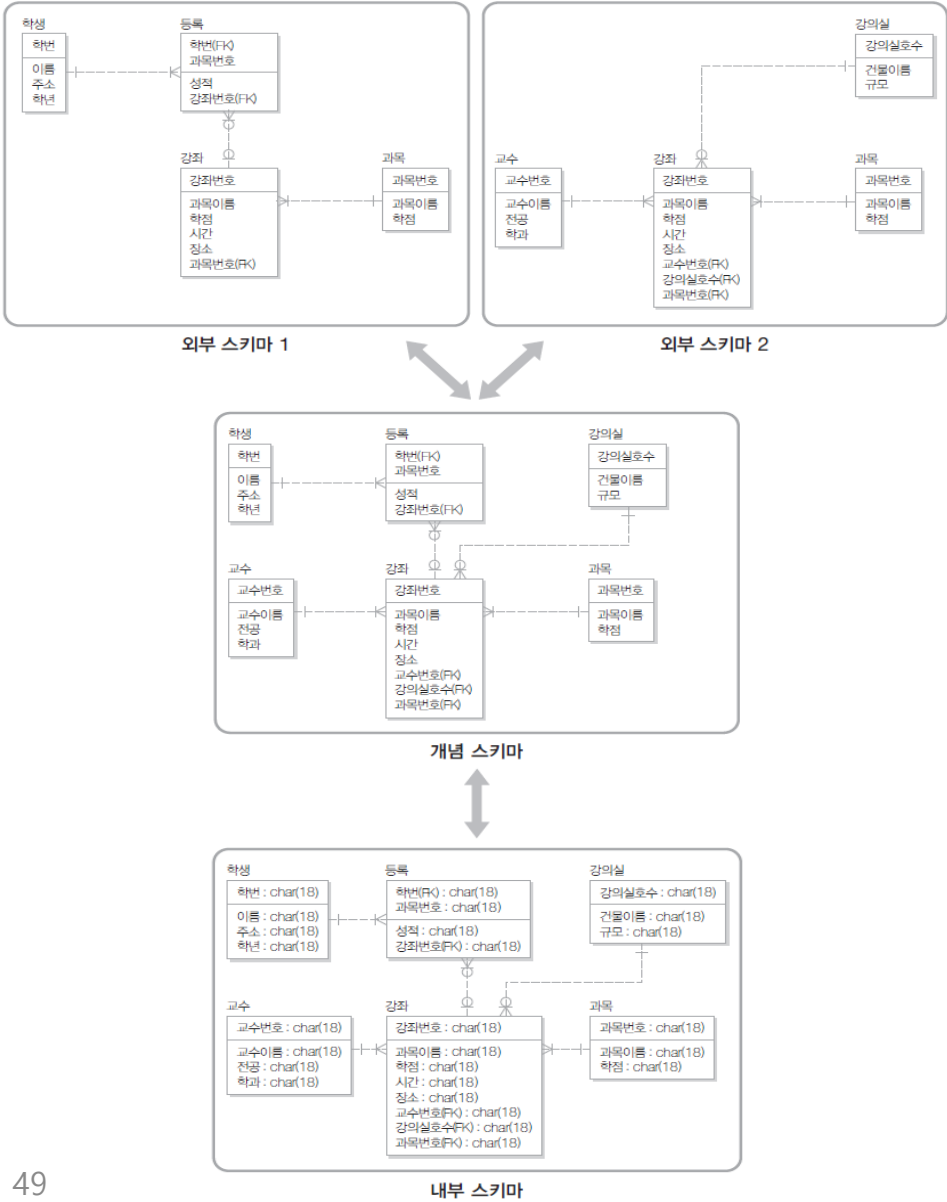 학생
학번
이름
주소
학년
등록
학번(FK)
과목번호
성적
강좌번호(FK)
강좌
강좌번호
과목이름
학점
시간
장소
과목번호(FK)
과목
과목번호
과목이름
학점
외부 스키마 1
강의실
강의실호수
건물이름
규모
교수
교수번호
교수이름
전공
학과
강좌
강좌번호
과목이름
학점
시간
장소
교수번호(FK)
강의실호수(FK)
과목번호(FK)
과목
과목번호
과목이름
학점
외부 스키마 2
학생
학번
이름
주소
학년
등록
학번(FK)
과목번호
성적
강좌번호(FK)
강의실
강의실호수
건물이름
규모
교수
교수번호
교수이름
전공
학과
강좌
강좌번호
과목이름
학점
시간
장소
교수번호(FK)
강의실호수(FK)
과목번호(FK)
과목
과목번호
과목이름
학점
개념 스키마
학생
학번 : char(18)
이름 : char(18)
주소 : char(18)
학년 : char(18)
등록
학번(FK) : char(18)
과목번호 : char(18)
성적 : char(18)
강좌번호(FK) : char(18)
강의실
강의실호수 : char(18)
건물이름 : char(18)
규모 : char(18)
교수
교수번호 : char(18)
교수이름 : char(18)
전공 : char(18)
학과 : char(18)
강좌
강좌번호 : char(18)
과목이름 : char(18)
학점 : char(18)
시간 : char(18)
장소 : char(18)
교수번호(FK) : char(18)
강의실호수(FK) : char(18)
과목번호(FK) : char(18)
과목
과목번호 : char(18)
과목이름 : char(18)
학점 : char(18)
내부 스키마
49